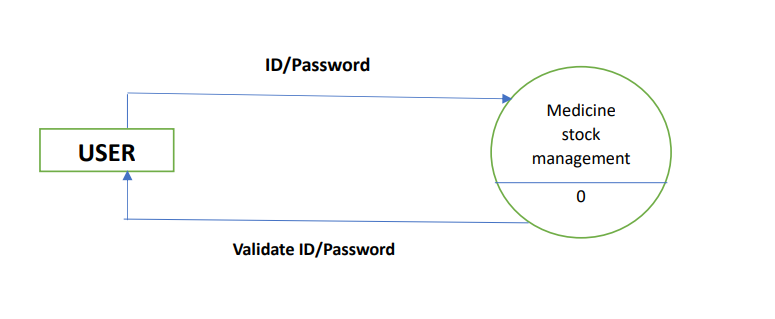 ID/Password
Medicine
stock
management
USER
0
Validate ID/Password